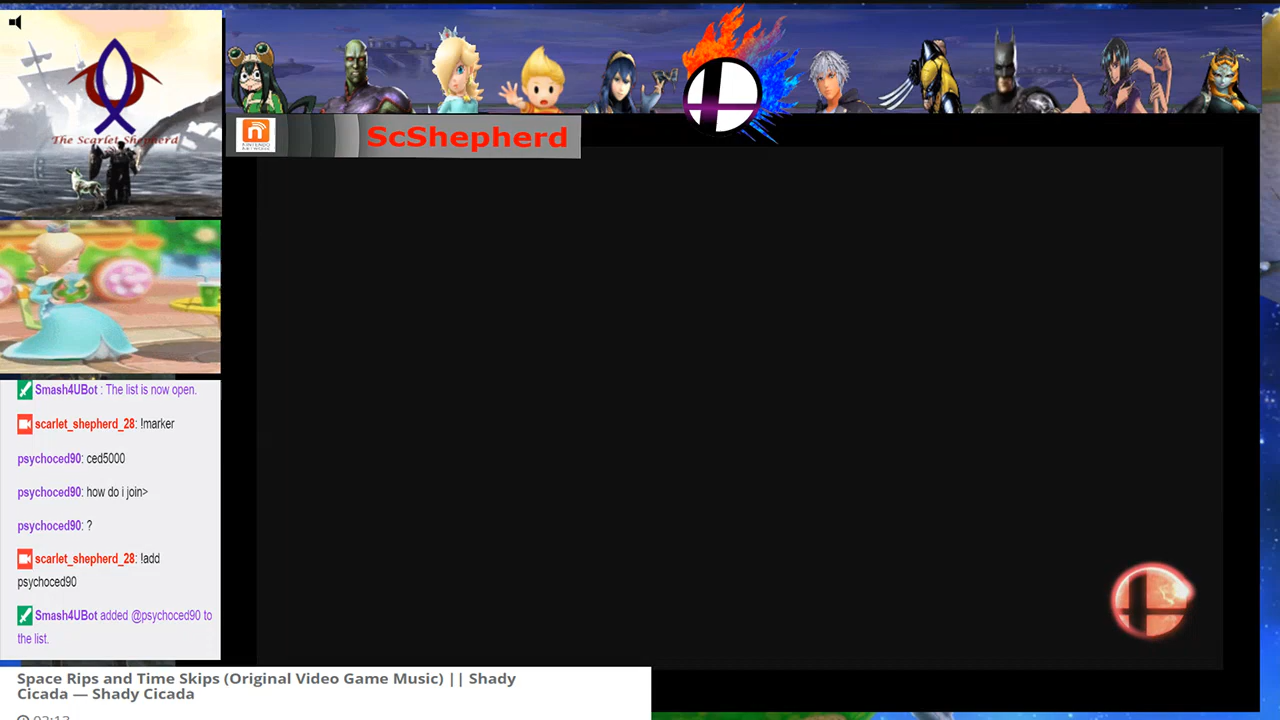 The Scarlet Shepherd
ScShepherd
Smash4UBot : The list is now open.
scarlet_shepherd_28: !marker
psychoced90: ced5000
psychoced90: how do i join>
psychoced90: ?
scarlet_shepherd_28: !add
psychoced90
Smash4UBot added @psychoced90 to
the list.
Space Rips and Time Skips (Original Video Game Music) || Shady
Cicada — Shady Cicada